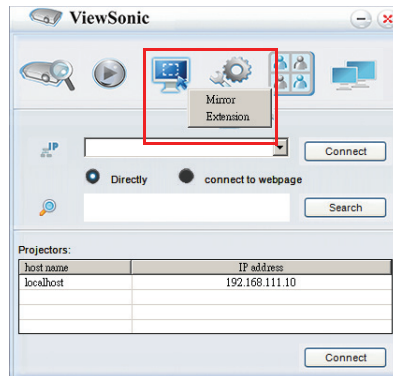 ViewSonic
Mirror
Extension
IP
Connect
Directly
connect to webpage
Search
Projectors:
host name IP address
localhost 192.168.111.10
Connect